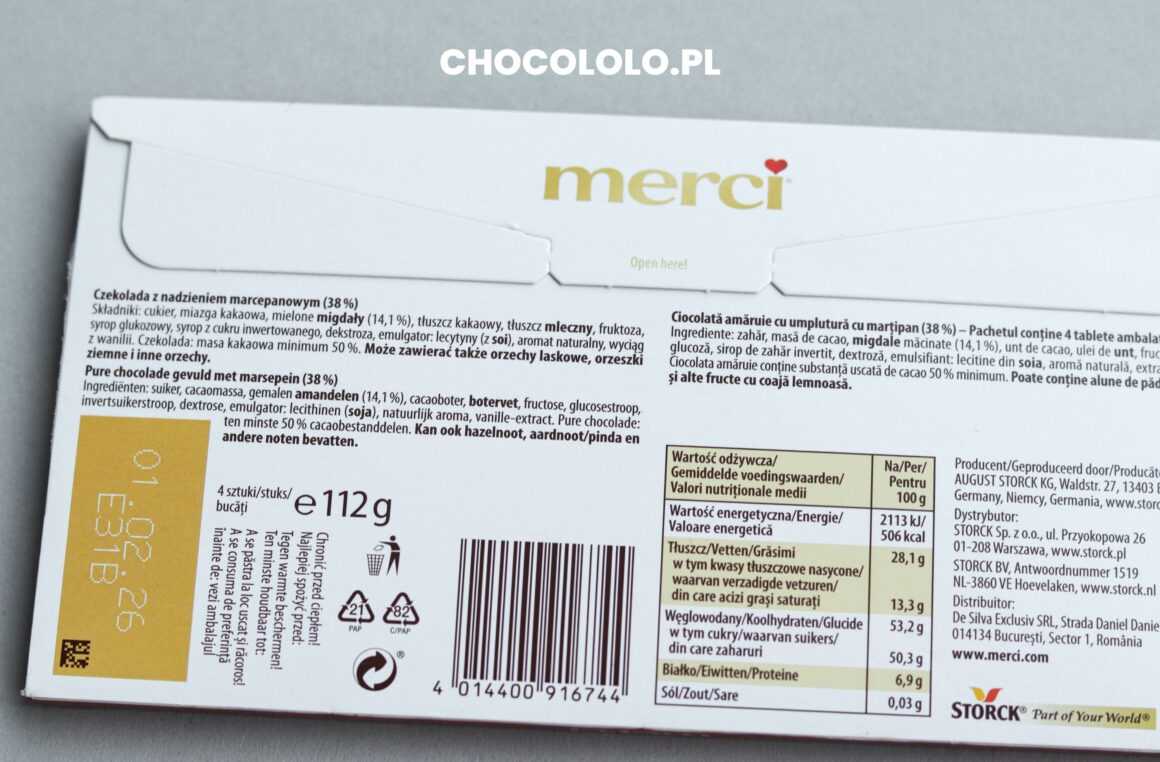 CHOCOLOLO.PL
merci
Open here!
Czekolada z nadzieniem marcepanowym (38 %)
Składniki: cukier, miazga kakaowa, mielone migdały (14,1 %), tłuszcz kakaowy, tłuszcz mleczny, fruktoza,
syrop glukozowy, syrop z cukru inwertowanego, dekstroza, emulgator: lecytyny (z soi), aromat naturalny, wyciąg
z wanilii. Czekolada: masa kakaowa minimum 50 %. Może zawierać także orzechy laskowe, orzeszki
ziemne i inne orzechy.
Pure chocolade gevuld met marsepein (38 %)
Ingrediënten: suiker, cacaomassa, gemalen amandelen (14,1 %), cacaoboter, botervet, fructose, glucosestroop,
invertsuikerstroop, dextrose, emulgator: lecithinen (soja), natuurlijk aroma, vanille-extract. Pure chocolade:
ten minste 50 % cacaobestanddelen. Kan ook hazelnoot, aardnoot/pinda en
andere noten bevatten.
Ciocolată amăruie cu umplutură cu marțipan (38 %) – Pachetul conține 4 tablete ambala
Ingrediente: zahăr, masă de cacao, migdale măcinate (14,1 %), unt de cacao, ulei de unt, fruc
glucoză, sirop de zahăr invertit, dextroză, emulsifiant: lecitine din soia, aromă naturală, extra
Ciocolata amăruie conține substanță uscată de cacao 50 % minimum. Poate conține alune de păd
și alte fructe cu coajă lemnoasă.
01.02.26
E31B
4 sztuki/stuks/
bucăți
e 112 g
Chronić przed ciepłem!
Najlepiej spożyć przed:
Tegen warmte beschermen!
Ten minste houdbaar tot:
A se păstra la loc uscat și răcoros!
A se consuma de preferință
înainte de: vezi ambalajul
21
PAP
82
C/PAP
4 014400 916744
Wartość odżywcza/
Gemiddelde voedingswaarden/
Valori nutriționale medii
Na/Per/
Pentru
100 g
Wartość energetyczna/Energie/
Valoare energetică
2113 kJ/
506 kcal
Tłuszcz/Vetten/Grăsimi
28,1 g
w tym kwasy tłuszczowe nasycone/
waarvan verzadigde vetzuren/
din care acizi grași saturați
13,3 g
Węglowodany/Koolhydraten/Glucide
53,2 g
w tym cukry/waarvan suikers/
din care zaharuri
50,3 g
Białko/Eiwitten/Proteine
6,9 g
Sól/Zout/Sare
0,03 g
Producent/Geproduceerd door/Producăto
AUGUST STORCK KG, Waldstr. 27, 13403 B
Germany, Niemcy, Germania, www.storc
Dystrybutor:
STORCK Sp. z o.o., ul. Przyokopowa 26
01-208 Warszawa, www.storck.pl
STORCK BV, Antwoordnummer 1519
NL-3860 VE Hoevelaken, www.storck.nl
Distribuitor:
De Silva Exclusiv SRL, Strada Daniel Danie
014134 București, Sector 1, România
www.merci.com
STORCK® Part of Your World®